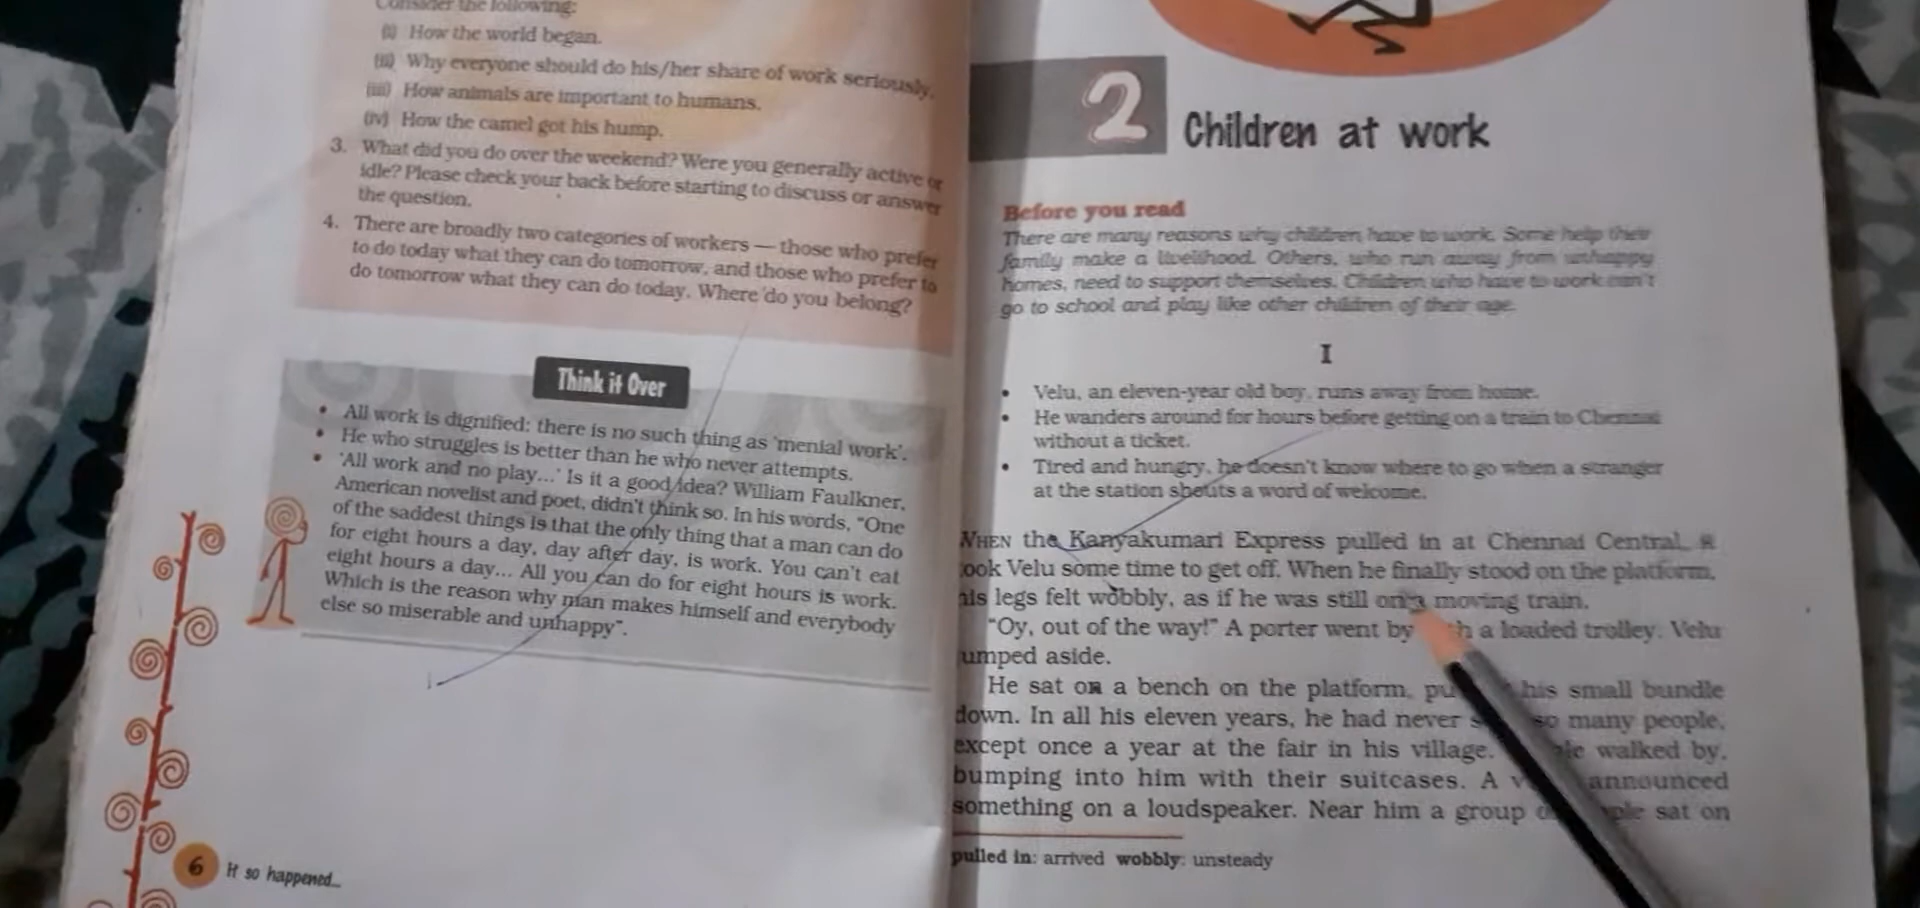 Consider the following:
(i) How the world began.
(ii) Why everyone should do his/her share of work seriously.
(iii) How animals are important to humans.
(iv) How the camel got his hump.
3. What did you do over the weekend? Were you generally active or
idle? Please check your back before starting to discuss or answer
the question.
4. There are broadly two categories of workers — those who prefer
to do today what they can do tomorrow, and those who prefer to
do tomorrow what they can do today. Where do you belong?
Think it Over
• All work is dignified: there is no such thing as 'menial work'.
• He who struggles is better than he who never attempts.
• 'All work and no play...' Is it a good idea? William Faulkner,
American novelist and poet, didn't think so. In his words, "One
of the saddest things is that the only thing that a man can do
for eight hours a day, day after day, is work. You can't eat
eight hours a day... All you can do for eight hours is work.
Which is the reason why man makes himself and everybody
else so miserable and unhappy".
6 It so happened...
2 Children at work
Before you read
There are many reasons why children have to work. Some help their
family make a livelihood. Others, who run away from unhappy
homes, need to support themselves. Children who have to work can't
go to school and play like other children of their age.
I
• Velu, an eleven-year old boy, runs away from home.
• He wanders around for hours before getting on a train to Chennai
without a ticket.
• Tired and hungry, he doesn't know where to go when a stranger
at the station shouts a word of welcome.
WHEN the Kanyakumari Express pulled in at Chennai Central, it
ook Velu some time to get off. When he finally stood on the platform,
his legs felt wobbly, as if he was still on a moving train.
"Oy, out of the way!" A porter went by h a loaded trolley. Velu
umped aside.
He sat on a bench on the platform, pu his small bundle
down. In all his eleven years, he had never s so many people,
except once a year at the fair in his village. le walked by,
bumping into him with their suitcases. A v announced
something on a loudspeaker. Near him a group o ple sat on
pulled in: arrived wobbly: unsteady